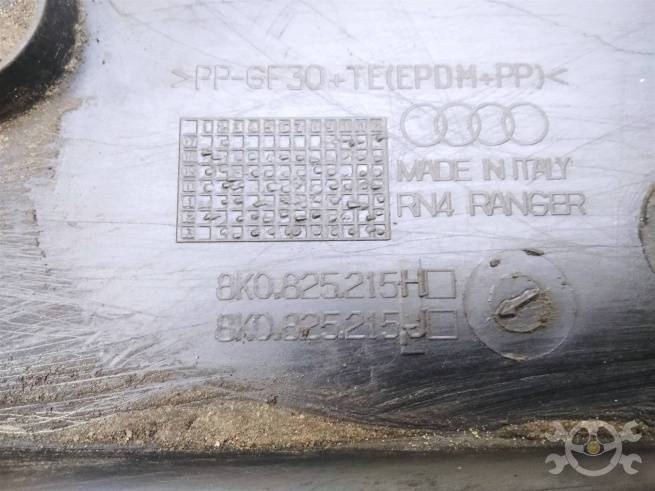 >PP-GF30+TE(EPDM+PP)<
MADE IN ITALY
RN4 RANGER
8K0.825.215H
8K0.825.215J
L